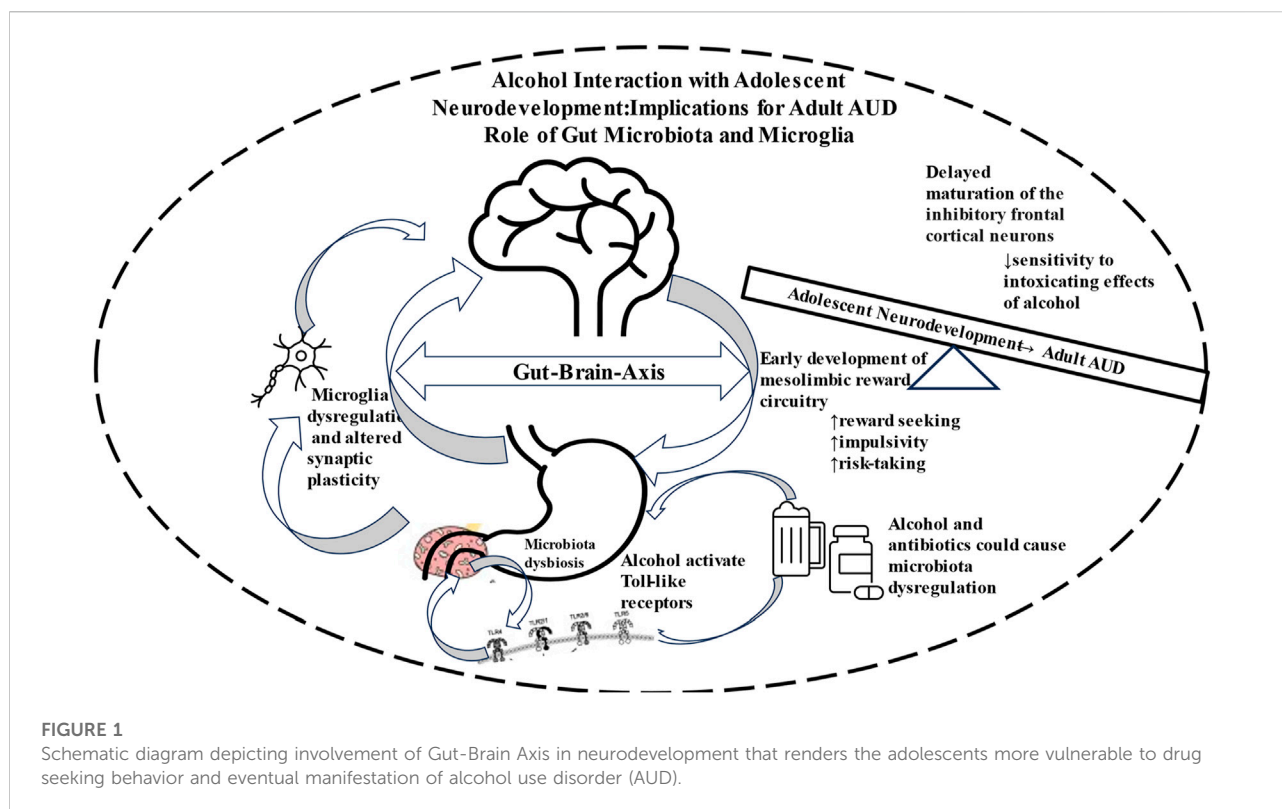 Alcohol Interaction with Adolescent
Neurodevelopment:Implications for Adult AUD
Role of Gut Microbiota and Microglia
Delayed
maturation of the
inhibitory frontal
cortical neurons
↓sensitivity to
intoxicating effects
of alcohol
Adolescent Neurodevelopment→ Adult AUD
Gut-Brain-Axis
Early development of
mesolimbic reward
circuitry
↑reward seeking
↑impulsivity
↑risk-taking
Microglia
dysregulati
and altered
synaptic
plasticity
Microbiota
dysbiosis
Alcohol activate
Toll-like
receptors
Alcohol and
antibiotics could cause
microbiota
dysregulation
TLR4
FIGURE 1
Schematic diagram depicting involvement of Gut-Brain Axis in neurodevelopment that renders the adolescents more vulnerable to drug
seeking behavior and eventual manifestation of alcohol use disorder (AUD).